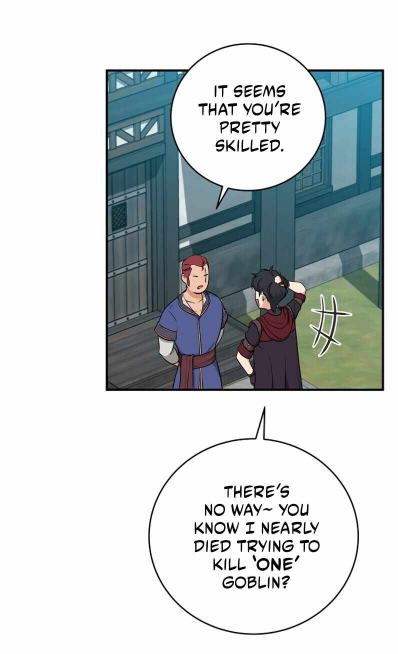 IT SEEMS
THAT YOU'RE
PRETTY
SKILLED.
THERE'S
NO WAY~ YOU
KNOW I NEARLY
DIED TRYING TO
KILL 'ONE'
GOBLIN?